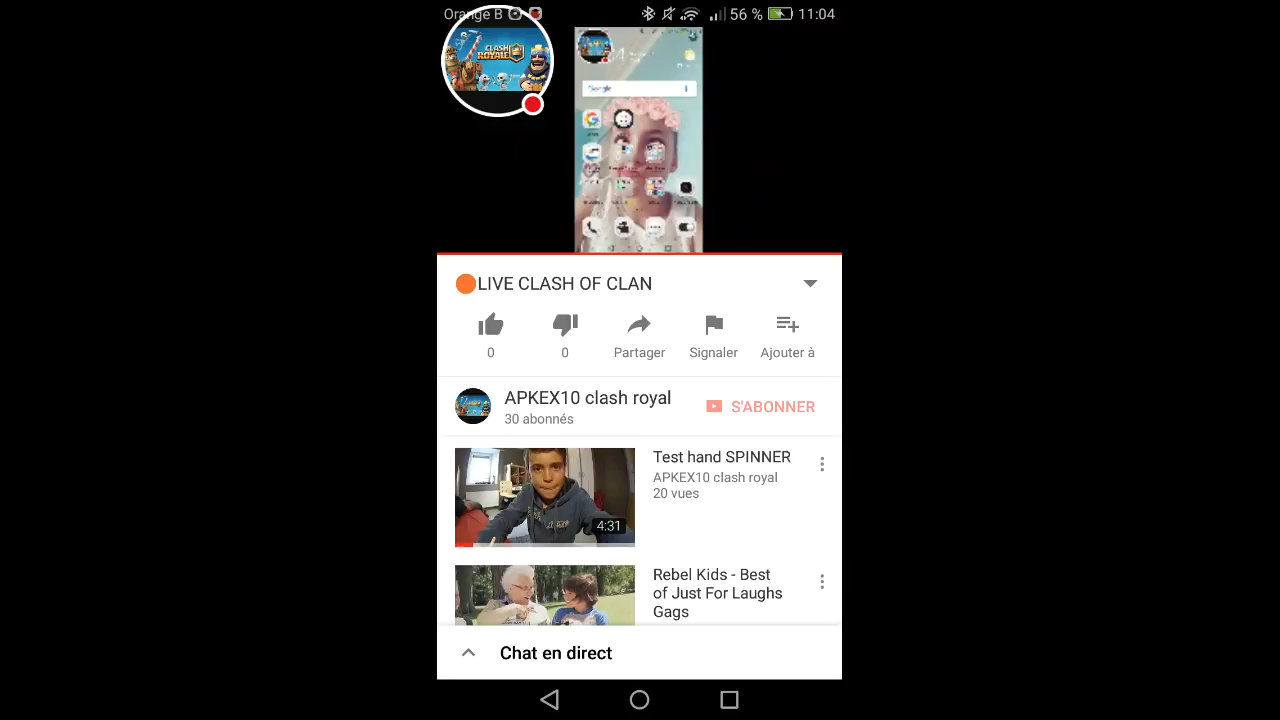 Orange B
56 %
11:04
CLASH
ROYALE
Google
LIVE CLASH OF CLAN
0
0
Partager
Signaler
Ajouter à
APKEX10 clash royal
S'ABONNER
30 abonnés
Test hand SPINNER
APKEX10 clash royal
20 vues
4:31
Rebel Kids - Best
of Just For Laughs
Gags
Chat en direct